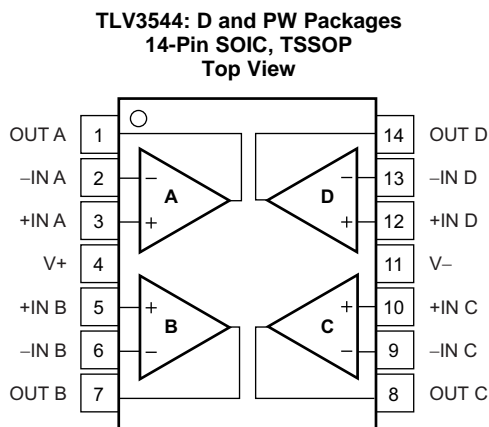 TLV3544: D and PW Packages
14-Pin SOIC, TSSOP
Top View
OUT A 1 14 OUT D
–IN A 2 – – 13 –IN D
A D
+IN A 3 + + 12 +IN D
V+ 4 11 V–
+IN B 5 + + 10 +IN C
B C
–IN B 6 – – 9 –IN C
OUT B 7 8 OUT C